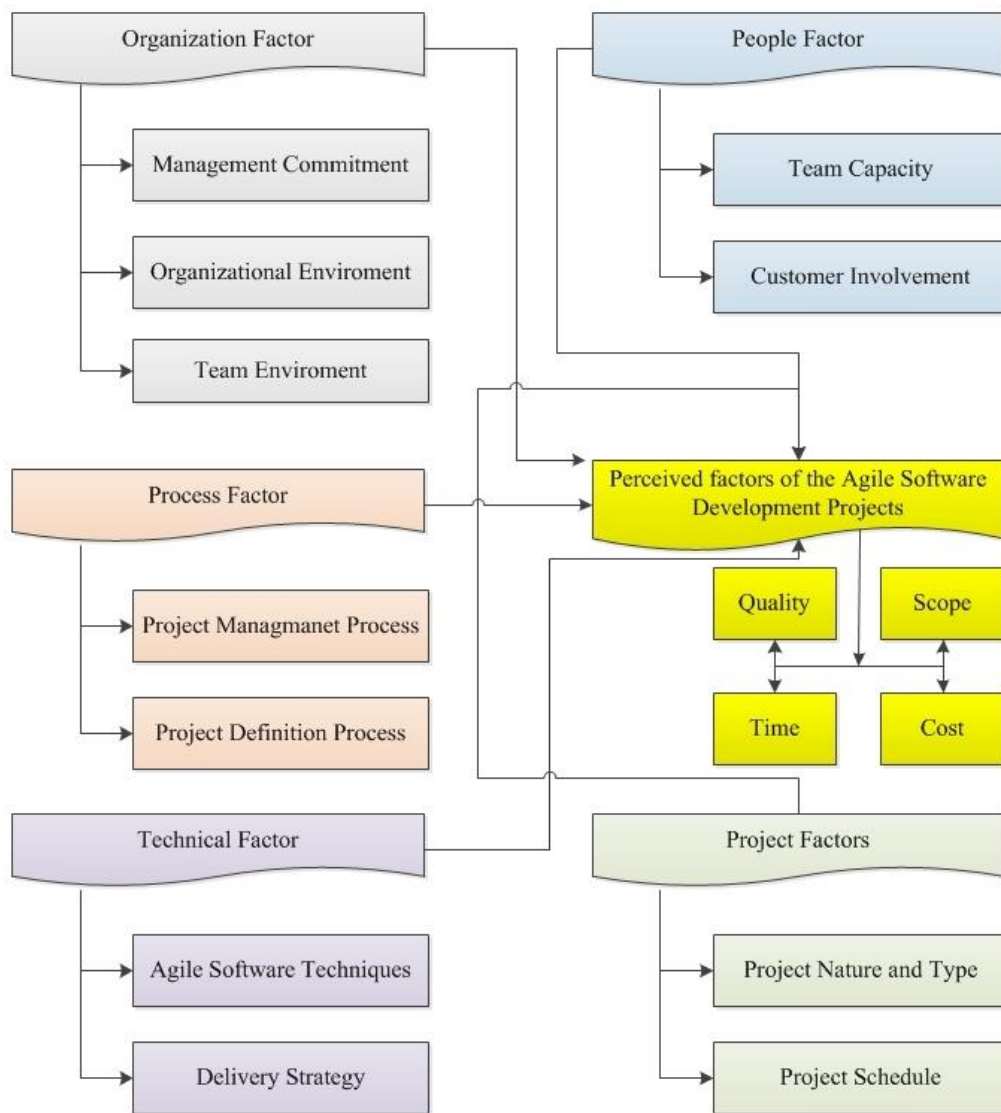 Organization Factor
Management Commitment
Organizational Enviroment
Team Enviroment
People Factor
Team Capacity
Customer Involvement
Process Factor
Project Managmanet Process
Project Definition Process
Perceived factors of the Agile Software
Development Projects
Quality
Scope
Time
Cost
Technical Factor
Agile Software Techniques
Delivery Strategy
Project Factors
Project Nature and Type
Project Schedule